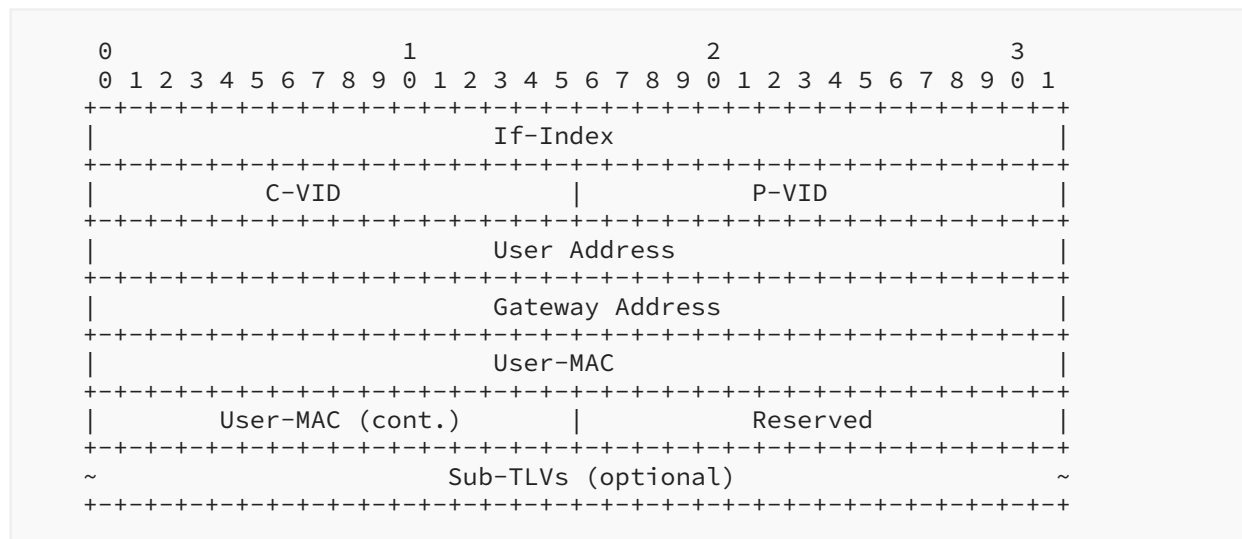 0                   1                   2                   3
 0 1 2 3 4 5 6 7 8 9 0 1 2 3 4 5 6 7 8 9 0 1 2 3 4 5 6 7 8 9 0 1
+-+-+-+-+-+-+-+-+-+-+-+-+-+-+-+-+-+-+-+-+-+-+-+-+-+-+-+-+-+-+-+-+
|                          If-Index                             |
+-+-+-+-+-+-+-+-+-+-+-+-+-+-+-+-+-+-+-+-+-+-+-+-+-+-+-+-+-+-+-+-+
|           C-VID               |           P-VID               |
+-+-+-+-+-+-+-+-+-+-+-+-+-+-+-+-+-+-+-+-+-+-+-+-+-+-+-+-+-+-+-+-+
|                          User Address                         |
+-+-+-+-+-+-+-+-+-+-+-+-+-+-+-+-+-+-+-+-+-+-+-+-+-+-+-+-+-+-+-+-+
|                          Gateway Address                      |
+-+-+-+-+-+-+-+-+-+-+-+-+-+-+-+-+-+-+-+-+-+-+-+-+-+-+-+-+-+-+-+-+
|                          User-MAC                             |
+-+-+-+-+-+-+-+-+-+-+-+-+-+-+-+-+-+-+-+-+-+-+-+-+-+-+-+-+-+-+-+-+
|        User-MAC (cont.)       |           Reserved            |
+-+-+-+-+-+-+-+-+-+-+-+-+-+-+-+-+-+-+-+-+-+-+-+-+-+-+-+-+-+-+-+-+
~                       Sub-TLVs (optional)                     ~
+-+-+-+-+-+-+-+-+-+-+-+-+-+-+-+-+-+-+-+-+-+-+-+-+-+-+-+-+-+-+-+-+